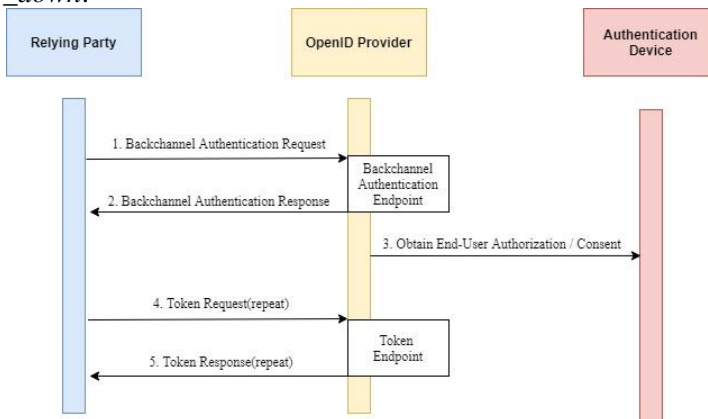 _down.
Relying Party
OpenID Provider
Authentication
Device
1. Backchannel Authentication Request
Backchannel
Authentication
Endpoint
2. Backchannel Authentication Response
3. Obtain End-User Authorization / Consent
4. Token Request(repeat)
Token
Endpoint
5. Token Response(repeat)